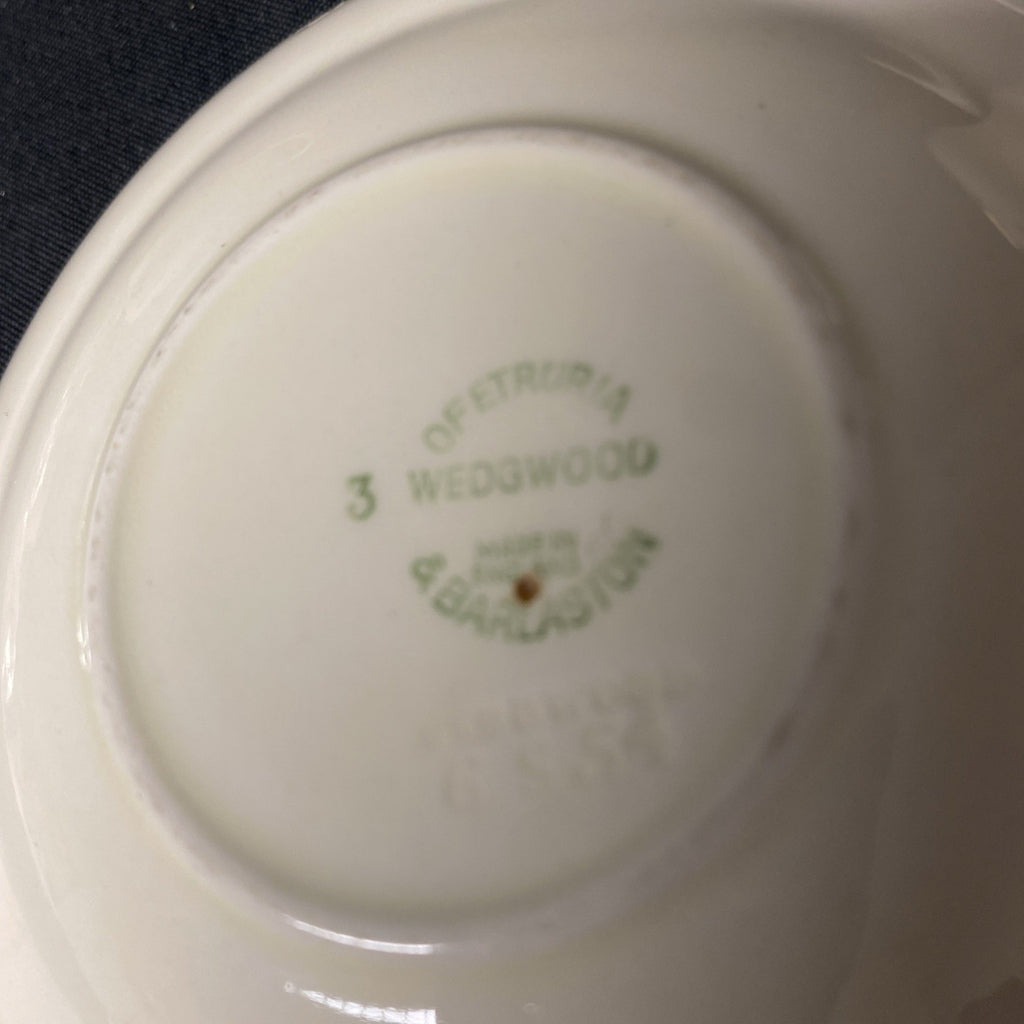 OF ETRURIA
3 WEDGWOOD
MADE IN
ENGLAND
& BARLASTON